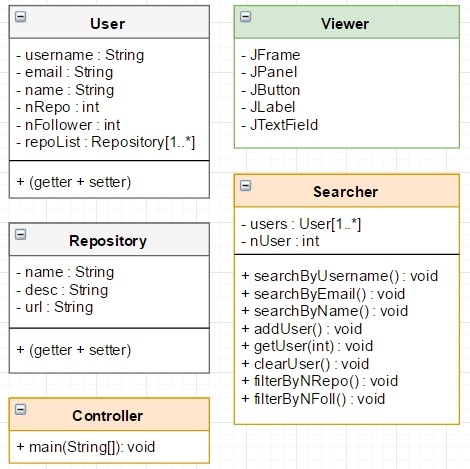 User
- username : String
- email : String
- name : String
- nRepo : int
- nFollower : int
- repoList : Repository[1..*]
+ (getter + setter)
Viewer
- JFrame
- JPanel
- JButton
- JLabel
- JTextField
Repository
- name : String
- desc : String
- url : String
+ (getter + setter)
Searcher
- users : User[1..*]
- nUser : int
+ searchByUsername() : void
+ searchByEmail() : void
+ searchByName() : void
+ addUser() : void
+ getUser(int) : void
+ clearUser() : void
+ filterByNRepo() : void
+ filterByNFoll() : void
Controller
+ main(String[]): void